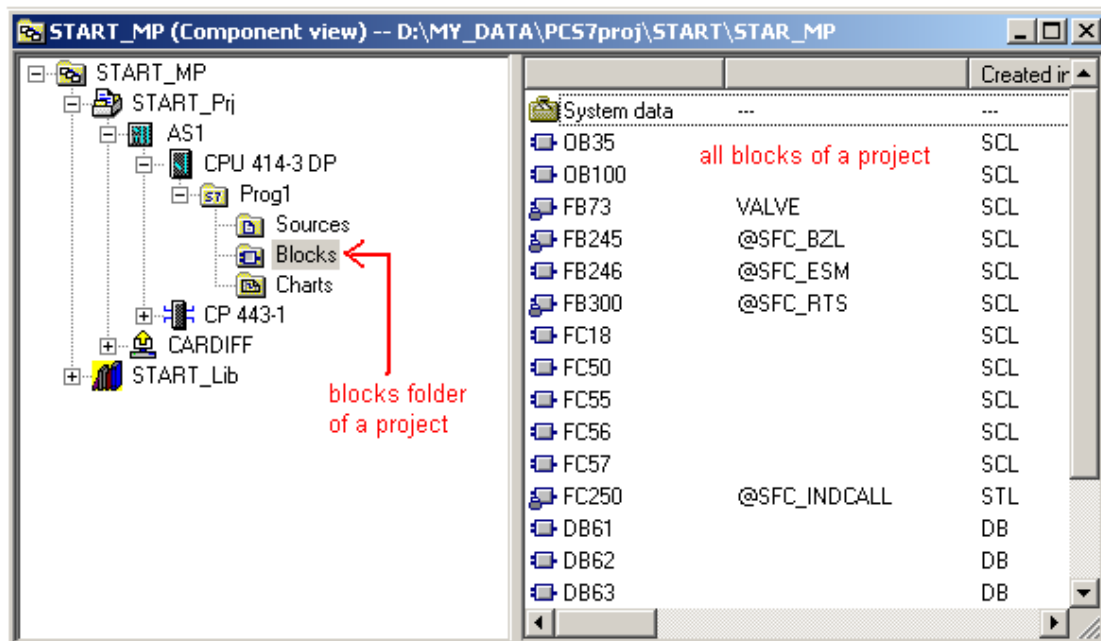 START_MP (Component view) -- D:\MY_DATA\PCS7proj\START\STAR_MP
START_MP
START_Prj
AS1
CPU 414-3 DP
S7 Prog1
Sources
Blocks
Charts
CP 443-1
CARDIFF
START_Lib
blocks folder
of a project
Created in
System data --- ---
OB35 SCL
all blocks of a project
OB100 SCL
FB73 VALVE SCL
FB245 @SFC_BZL SCL
FB246 @SFC_ESM SCL
FB300 @SFC_RTS SCL
FC18 SCL
FC50 SCL
FC55 SCL
FC56 SCL
FC57 SCL
FC250 @SFC_INDCALL STL
DB61 DB
DB62 DB
DB63 DB